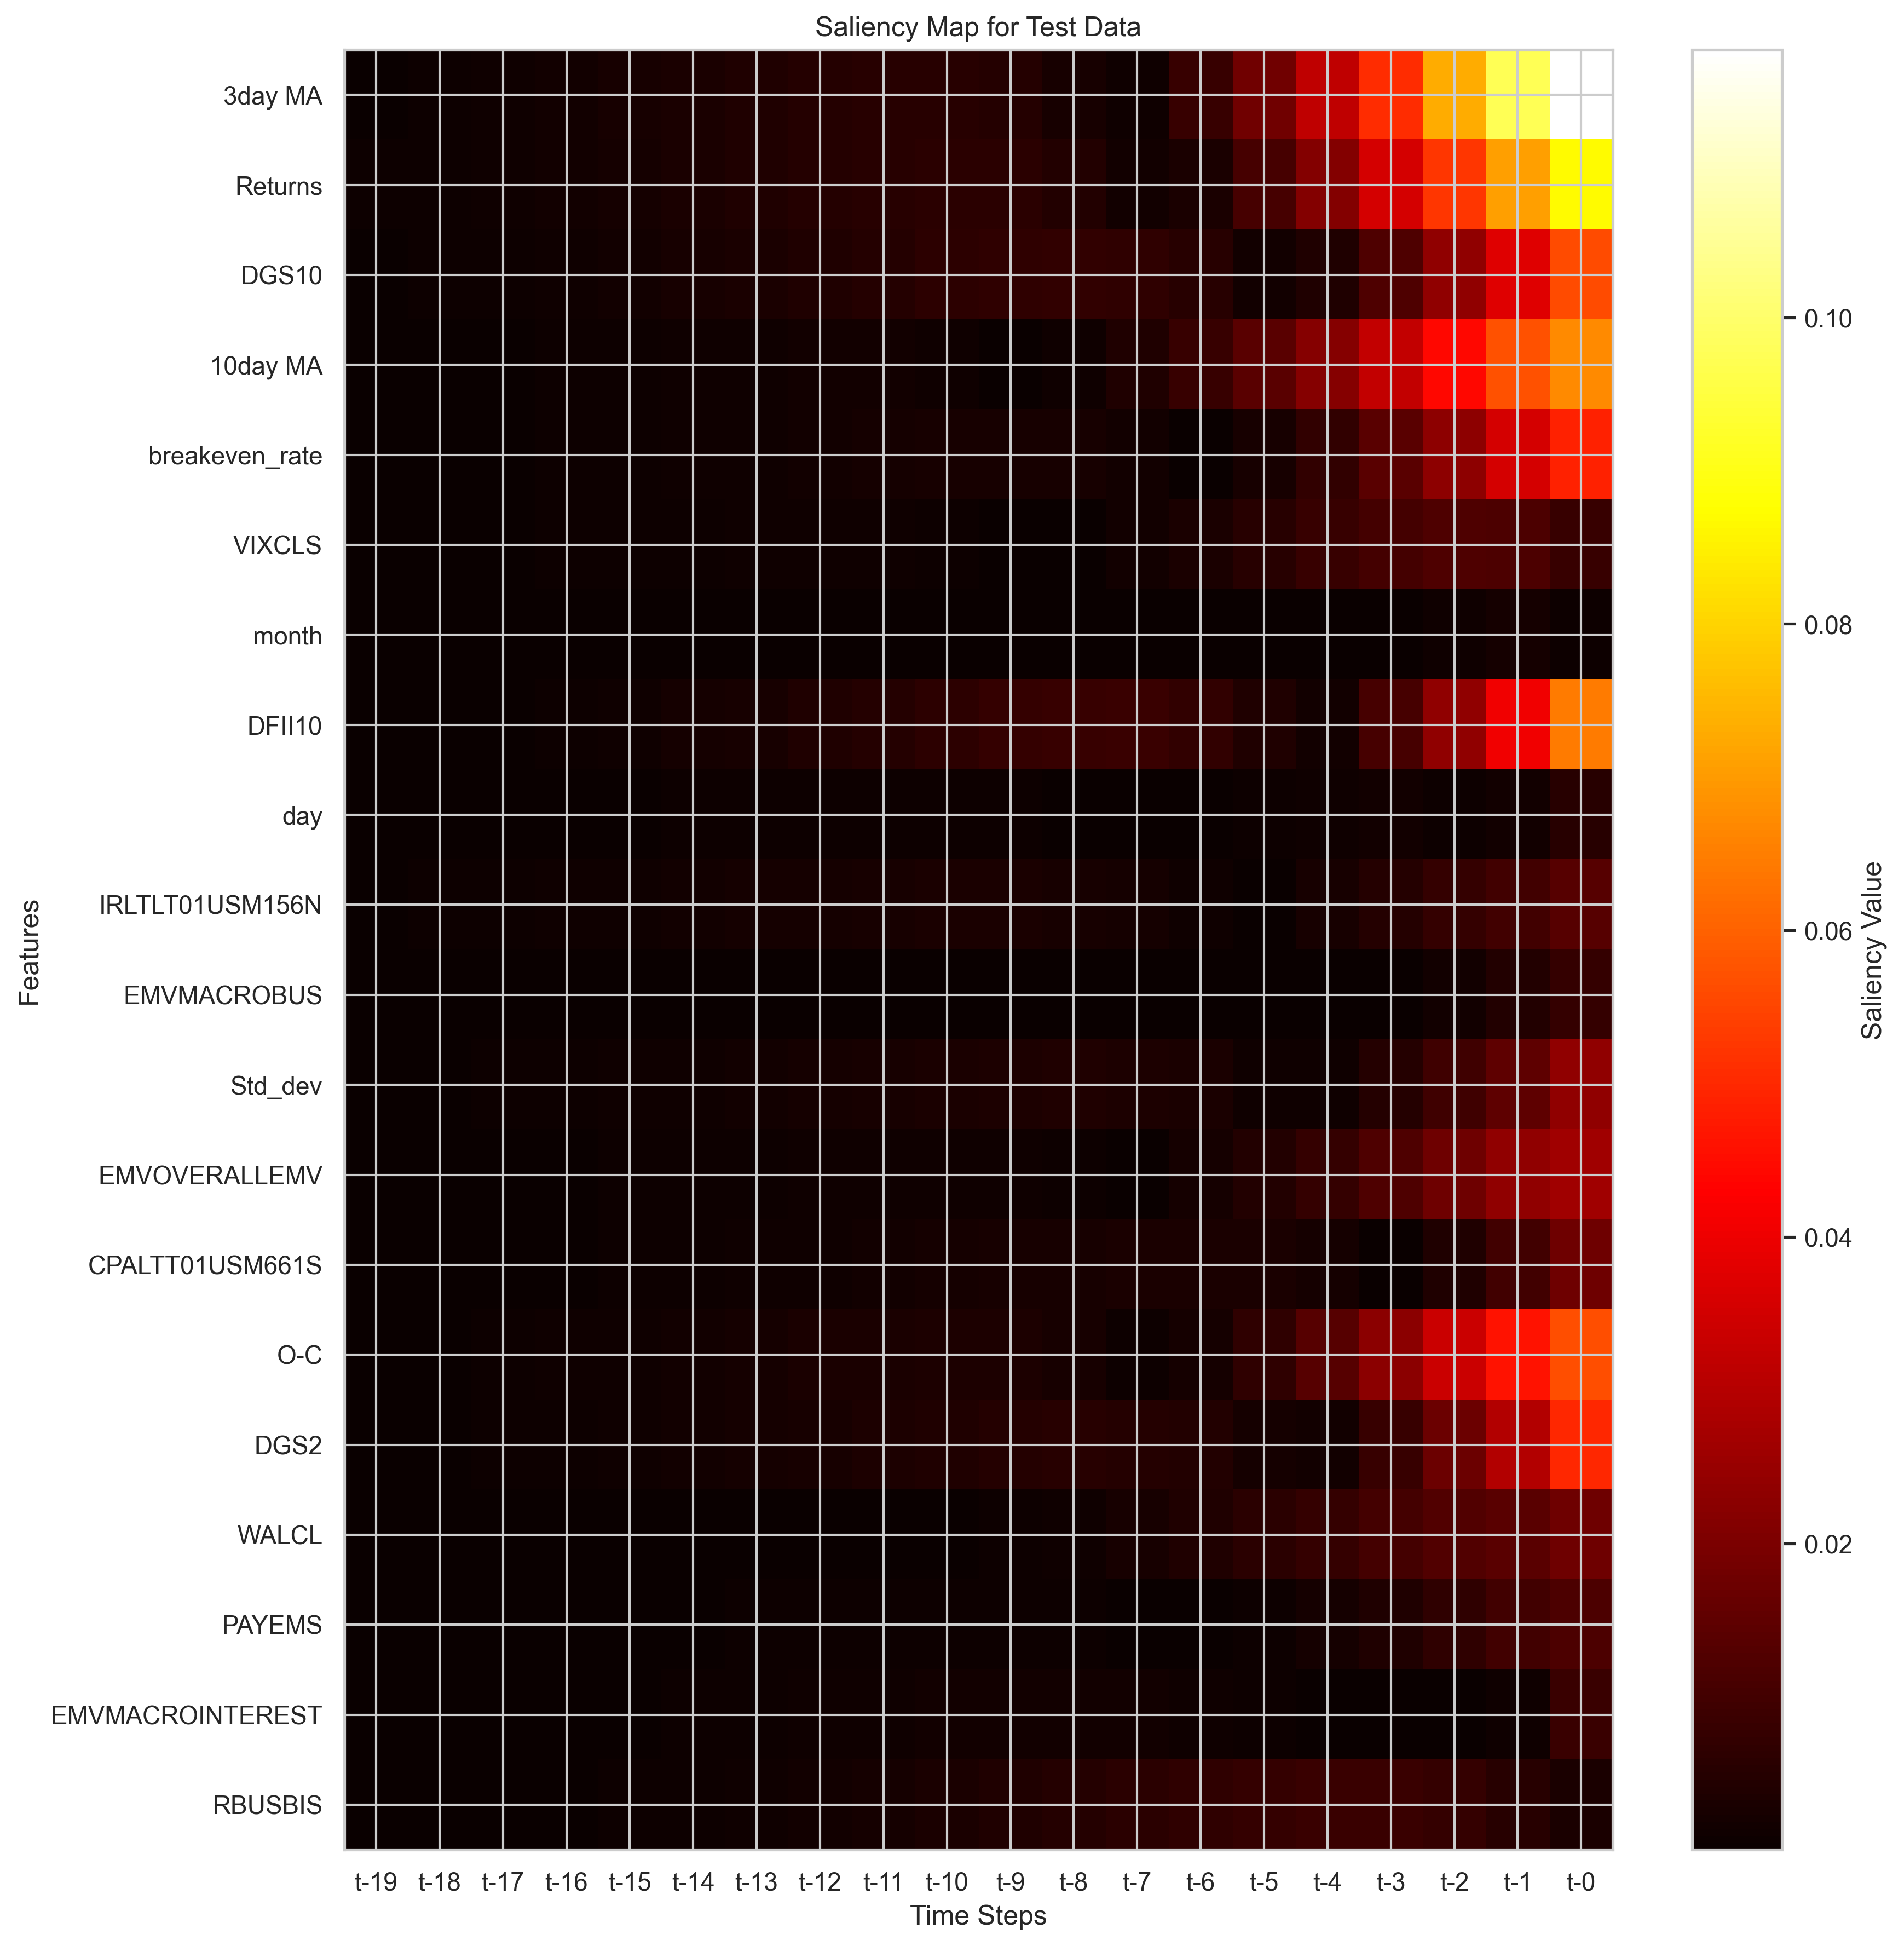 Saliency Map for Test Data
3day MA
Returns
DGS10
10day MA
breakeven_rate
VIXCLS
month
DFII10
day
IRLTLT01USM156N
EMVMACROBUS
Std_dev
EMVOVERALLEMV
CPALTT01USM661S
O-C
DGS2
WALCL
PAYEMS
EMVMACROINTEREST
RBUSBIS
Features
t-19 t-18 t-17 t-16 t-15 t-14 t-13 t-12 t-11 t-10 t-9 t-8 t-7 t-6 t-5 t-4 t-3 t-2 t-1 t-0
Time Steps
0.10
0.08
0.06
0.04
0.02
Saliency Value